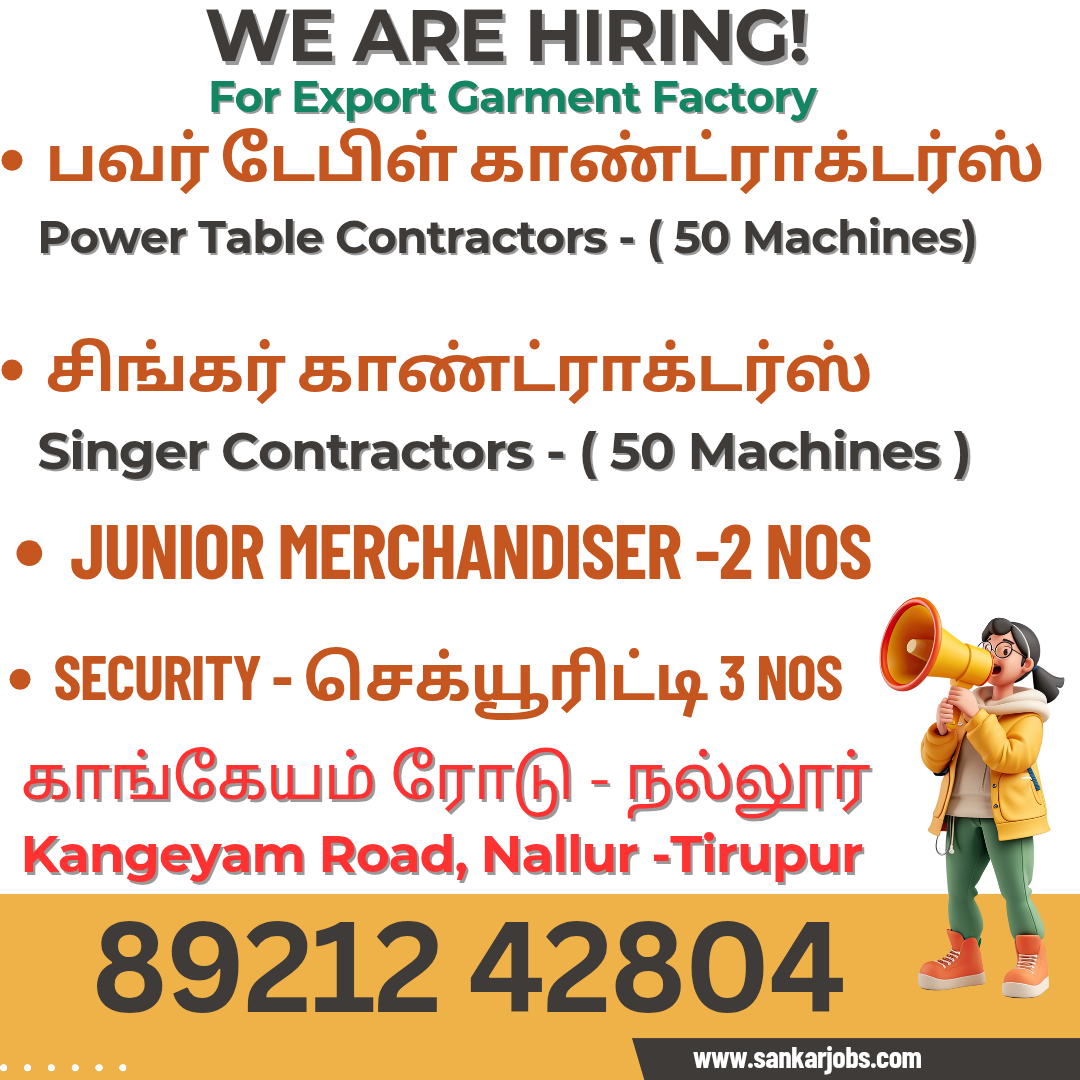 WE ARE HIRING!
For Export Garment Factory
• பவர் டேபிள் காண்ட்ராக்டர்ஸ்
Power Table Contractors - ( 50 Machines)
• சிங்கர் காண்ட்ராக்டர்ஸ்
Singer Contractors - ( 50 Machines )
• JUNIOR MERCHANDISER -2 NOS
• SECURITY - செக்யூரிட்டி 3 NOS
காங்கேயம் ரோடு - நல்லூர்
Kangeyam Road, Nallur -Tirupur
89212 42804
www.sankarjobs.com